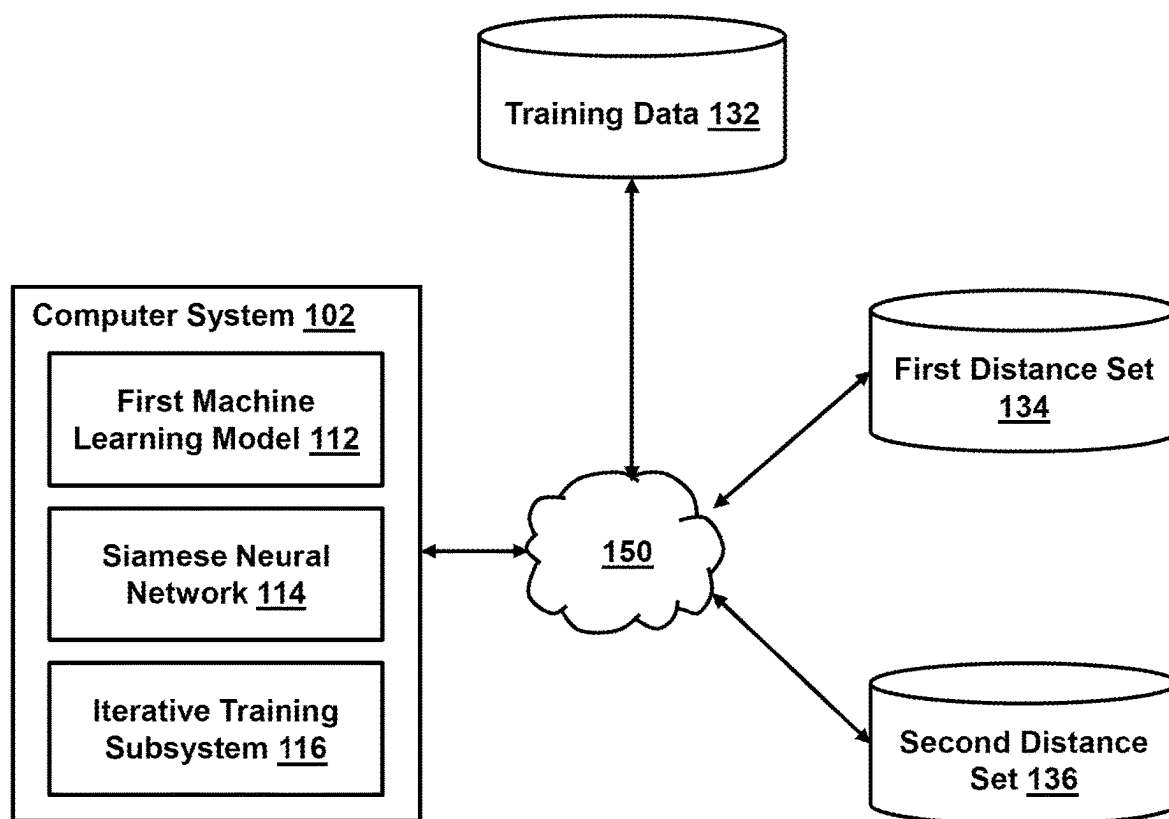 Training Data 132
Computer System 102
First Machine
Learning Model 112
First Distance Set
134
Siamese Neural
Network 114
150
Iterative Training
Subsystem 116
Second Distance
Set 136